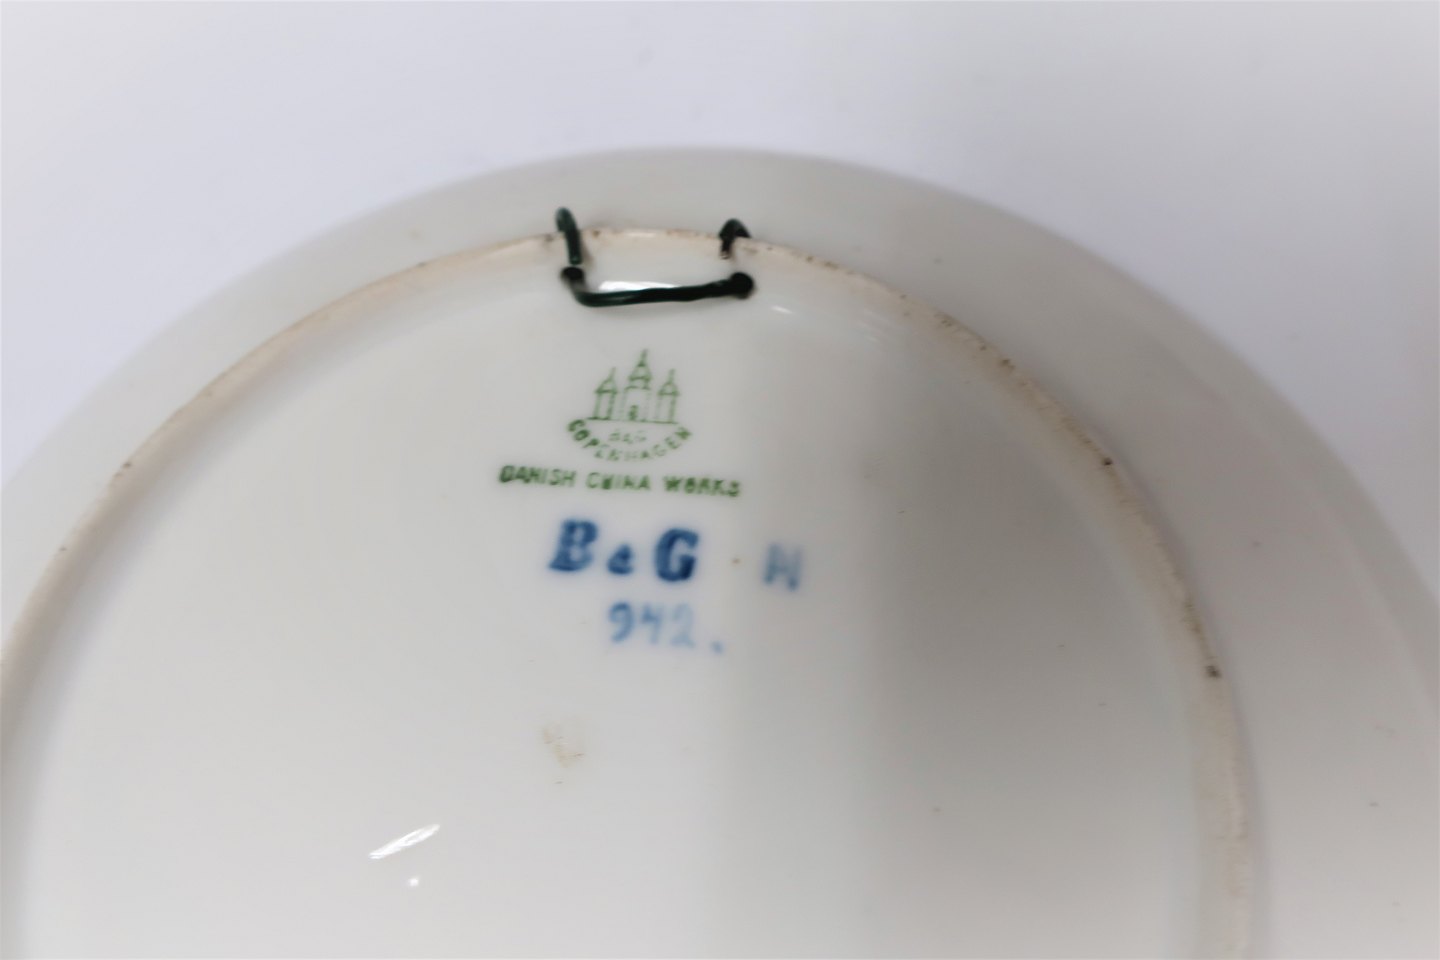 B&G
COPENHAGEN
DANISH CHINA WORKS
B&G N
942.